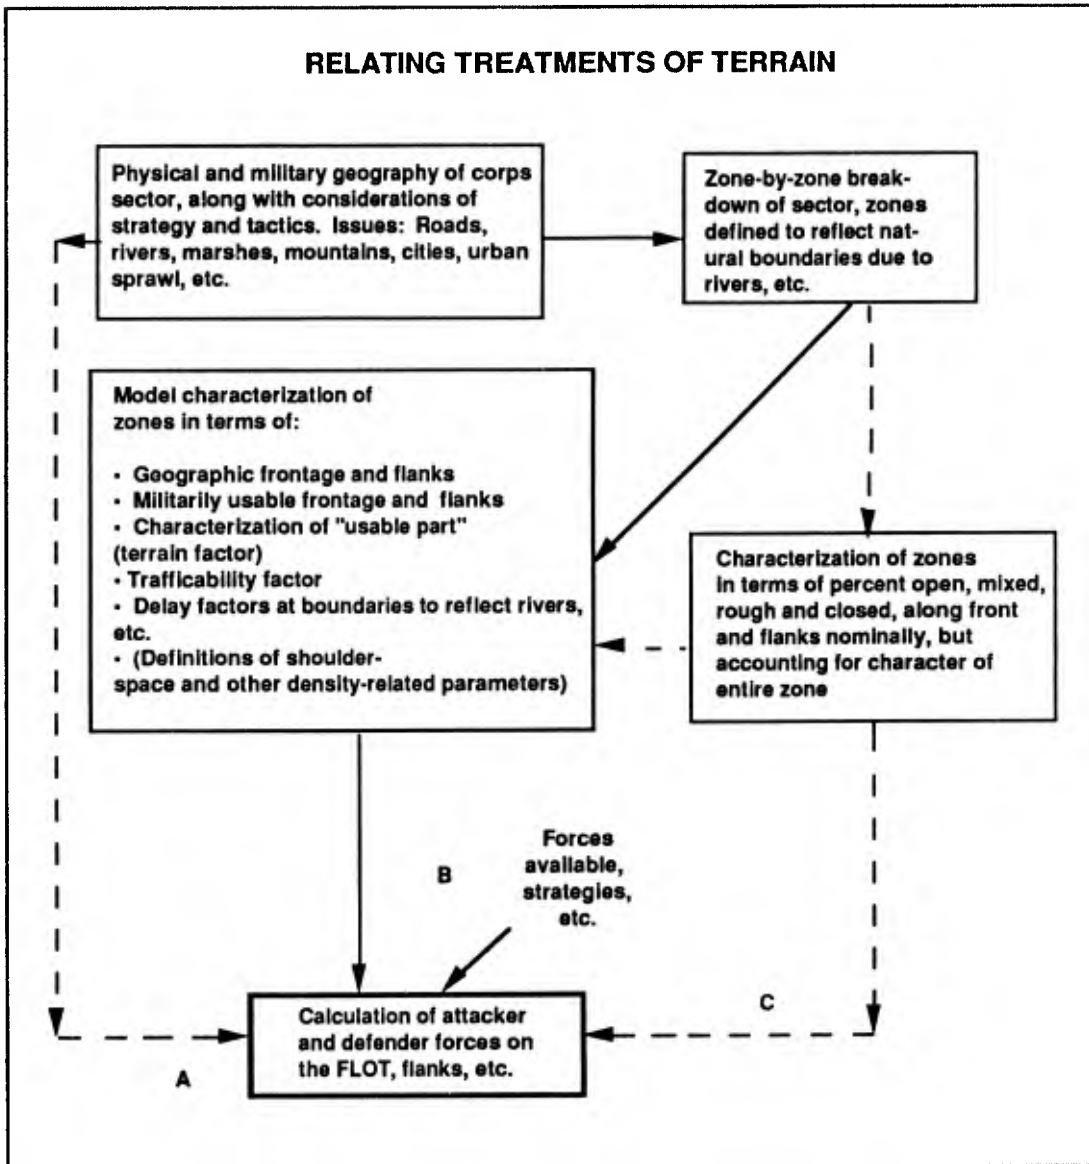 RELATING TREATMENTS OF TERRAIN
Physical and military geography of corps
sector, along with considerations of
strategy and tactics. Issues: Roads,
rivers, marshes, mountains, cities, urban
sprawl, etc.
Zone-by-zone break-
down of sector, zones
defined to reflect nat-
ural boundaries due to
rivers, etc.
Model characterization of
zones in terms of:
· Geographic frontage and flanks
· Militarily usable frontage and flanks
· Characterization of "usable part"
(terrain factor)
· Trafficability factor
· Delay factors at boundaries to reflect rivers,
etc.
· (Definitions of shoulder-
space and other density-related parameters)
Characterization of zones
in terms of percent open, mixed,
rough and closed, along front
and flanks nominally, but
accounting for character of
entire zone
B
Forces
available,
strategies,
etc.
Calculation of attacker
and defender forces on
the FLOT, flanks, etc.
C
A